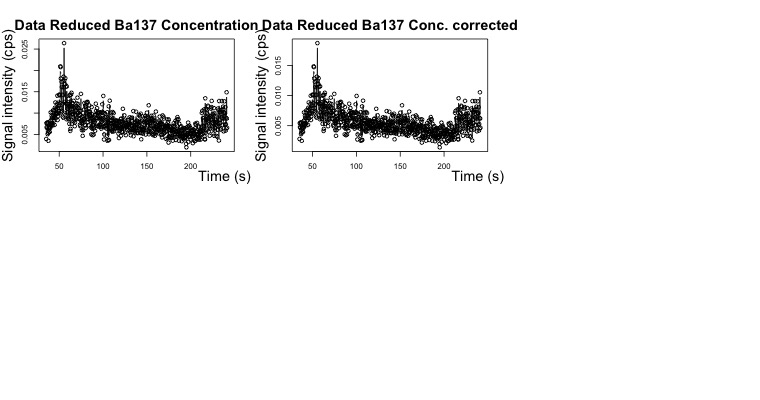 Data Reduced Ba137 Concentration
Signal intensity (cps)
0.005 0.015 0.025
50 100 150 200
Time (s)
Data Reduced Ba137 Conc. corrected
Signal intensity (cps)
0.005 0.010 0.015
50 100 150 200
Time (s)